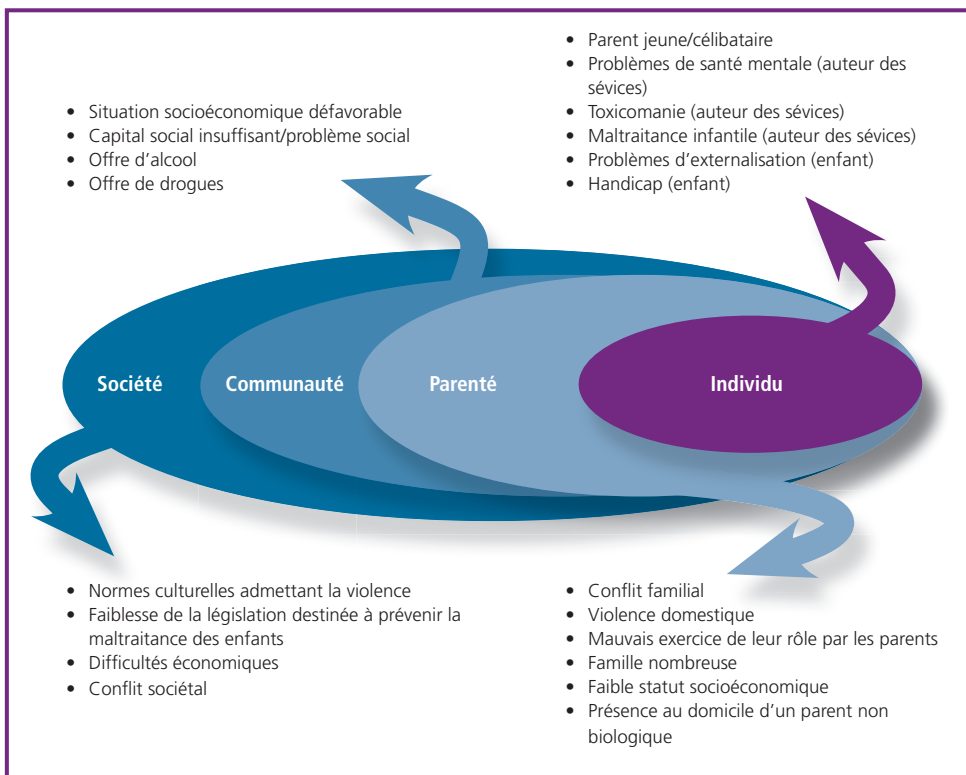 • Situation socioéconomique défavorable
• Capital social insuffisant/problème social
• Offre d'alcool
• Offre de drogues
• Parent jeune/célibataire
• Problèmes de santé mentale (auteur des
sévices)
• Toxicomanie (auteur des sévices)
• Maltraitance infantile (auteur des sévices)
• Problèmes d'externalisation (enfant)
• Handicap (enfant)
Société
Communauté
Parenté
Individu
• Normes culturelles admettant la violence
• Faiblesse de la législation destinée à prévenir la
maltraitance des enfants
• Difficultés économiques
• Conflit sociétal
• Conflit familial
• Violence domestique
• Mauvais exercice de leur rôle par les parents
• Famille nombreuse
• Faible statut socioéconomique
• Présence au domicile d'un parent non
biologique